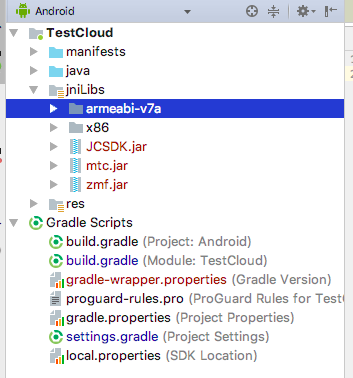 Android
TestCloud
manifests
java
jniLibs
armeabi-v7a
x86
JCSDK.jar
mtc.jar
zmf.jar
res
Gradle Scripts
build.gradle (Project: Android)
build.gradle (Module: TestCloud)
gradle-wrapper.properties (Gradle Version)
proguard-rules.pro (ProGuard Rules for Test
gradle.properties (Project Properties)
settings.gradle (Project Settings)
local.properties (SDK Location)